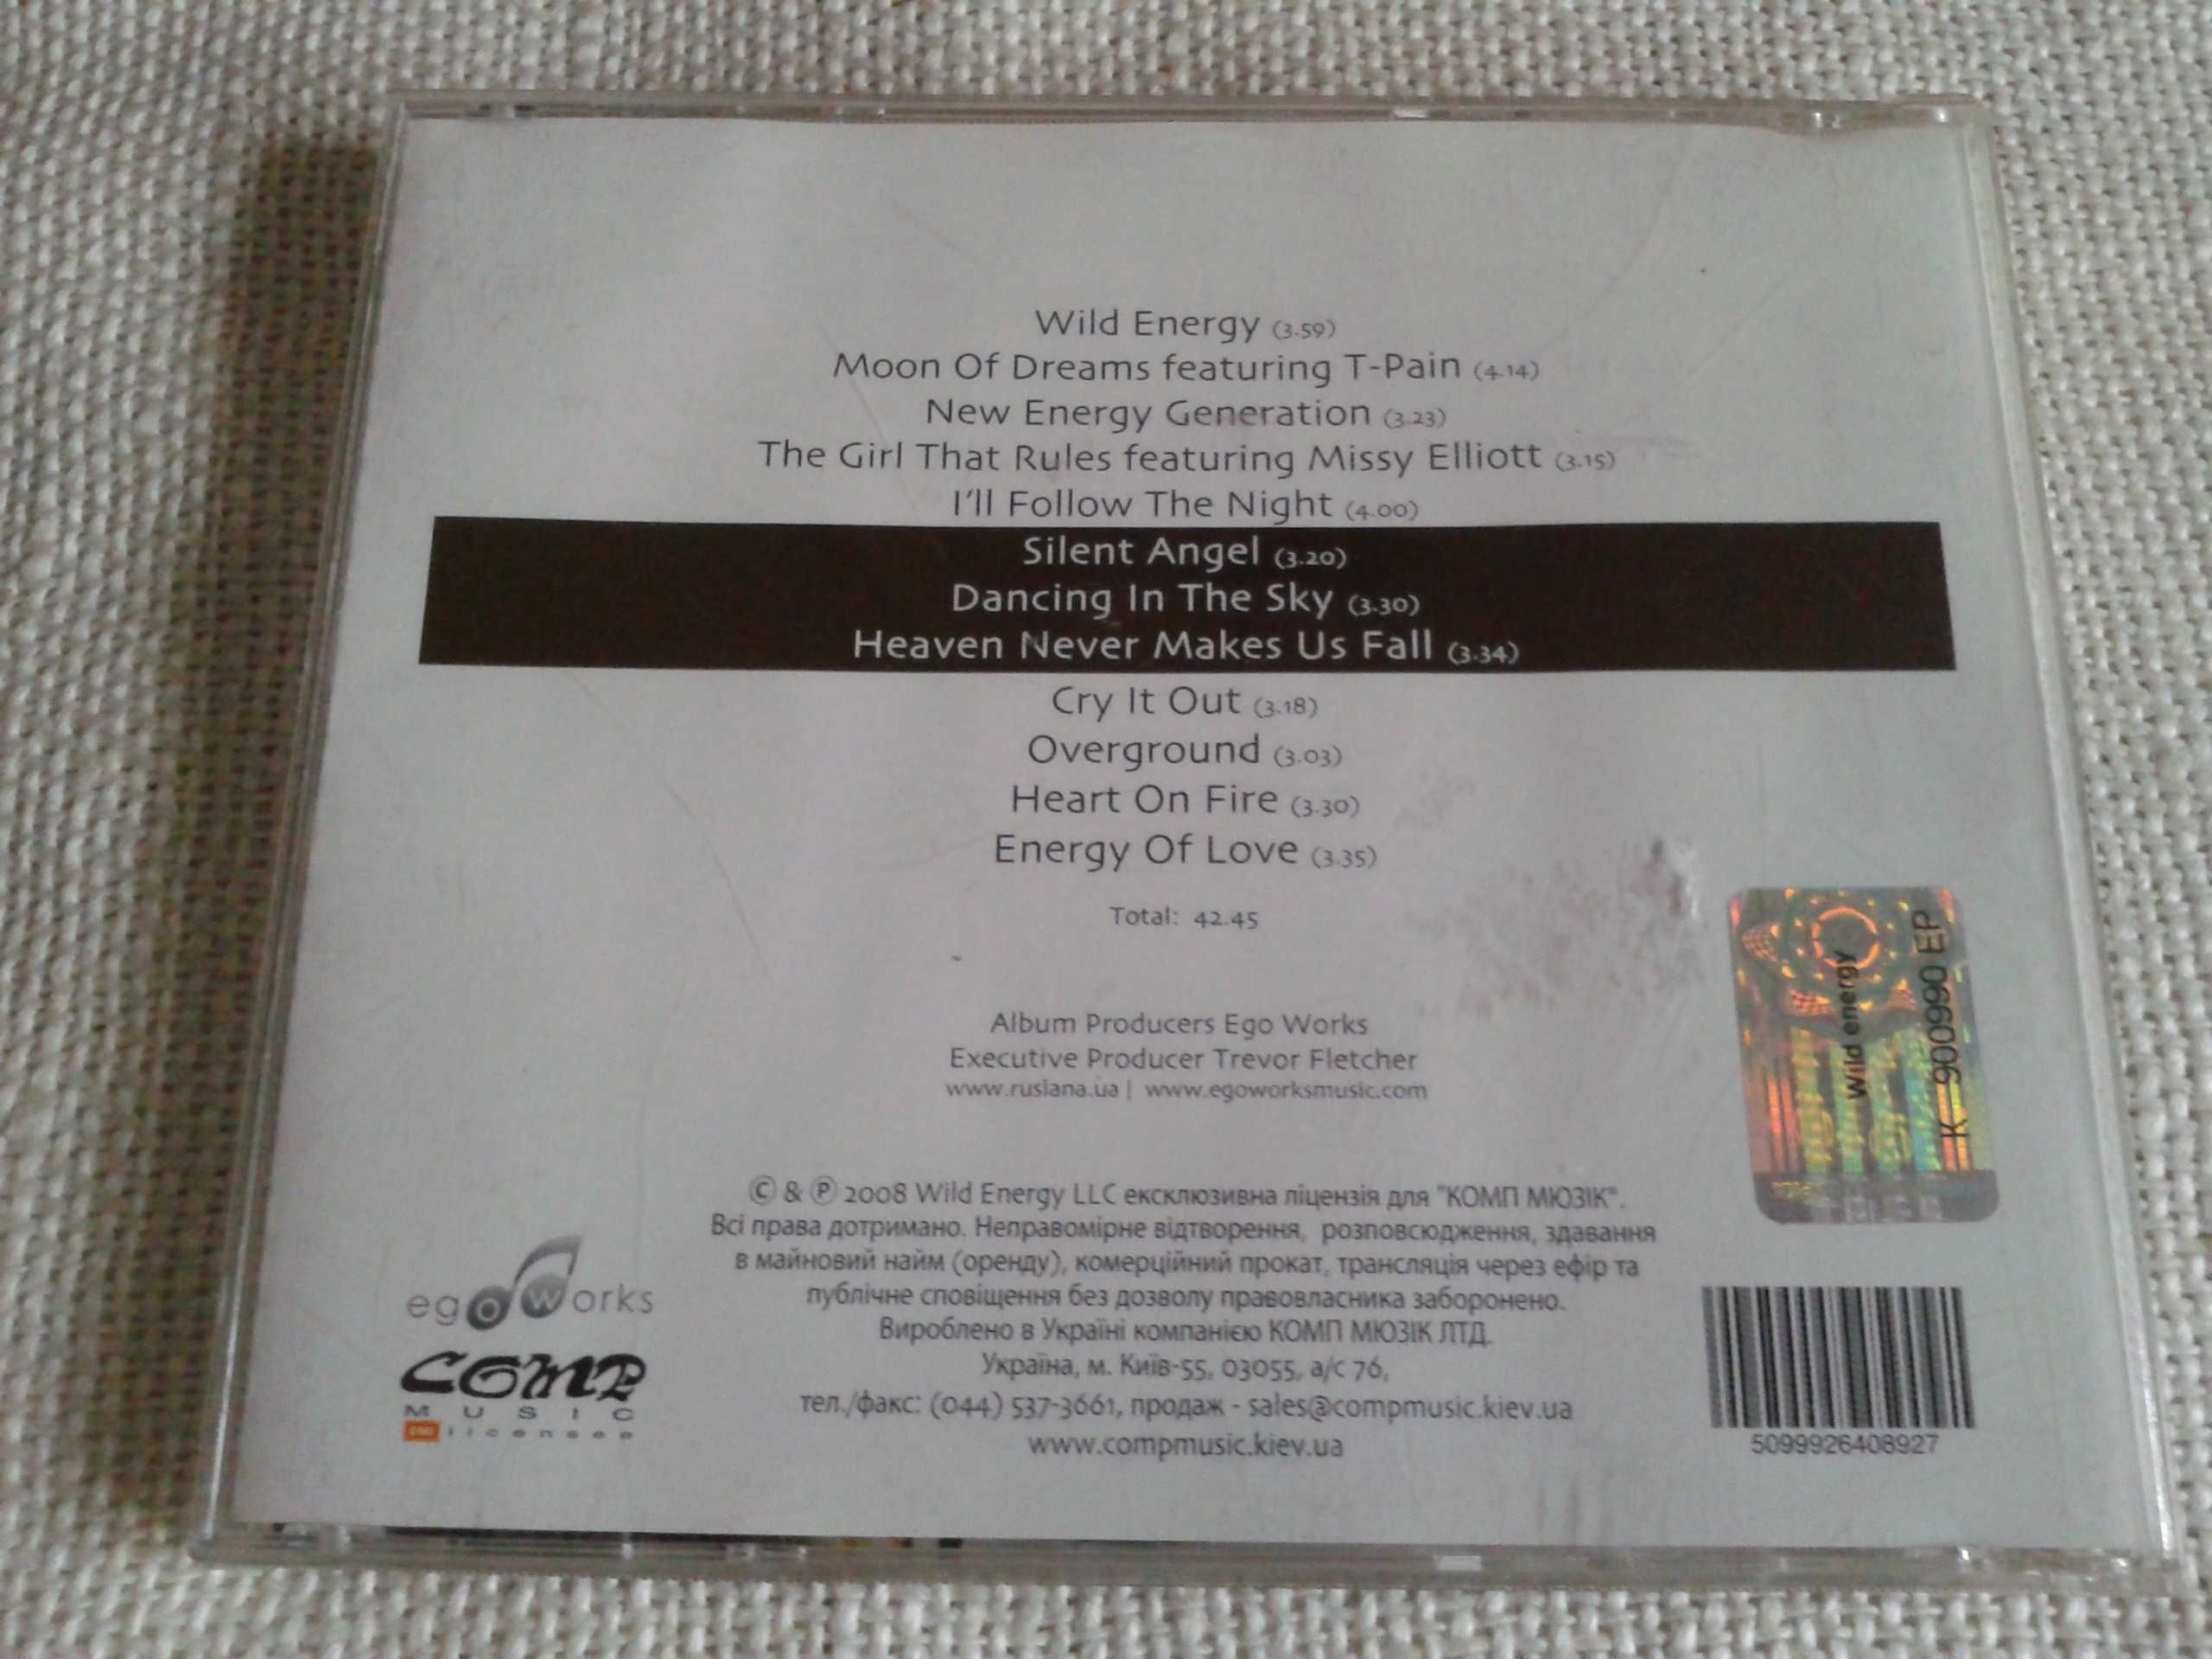 Wild Energy (3.59)
Moon Of Dreams featuring T-Pain (4.14)
New Energy Generation (3.23)
The Girl That Rules featuring Missy Elliott (3.15)
I'll Follow The Night (4.00)
Silent Angel (3.20)
Dancing In The Sky (3.30)
Heaven Never Makes Us Fall (3.34)
Cry It Out (3.18)
Overground (3.03)
Heart On Fire (3.30)
Energy Of Love (3.35)
Total: 42.45
Album Producers Ego Works
Executive Producer Trevor Fletcher
www.ruslana.ua | www.egoworksmusic.com
Wild energy
K 900990 EP
© & ℗ 2008 Wild Energy LLC ексклюзивна ліцензія для "КОМП МЮЗІК".
Всі права дотримано. Неправомірне відтворення, розповсюдження, здавання
в майновий найм (оренду), комерційний прокат, трансляція через ефір та
публічне сповіщення без дозволу правовласника заборонено.
Вироблено в Україні компанією КОМП МЮЗІК ЛТД.
Україна, м. Київ-55, 03055, а/с 76,
тел./факс: (044) 537-3661, продаж - sales@compmusic.kiev.ua
www.compmusic.kiev.ua
ego works
COMP
MUSIC
EMI licensee
5099926408927